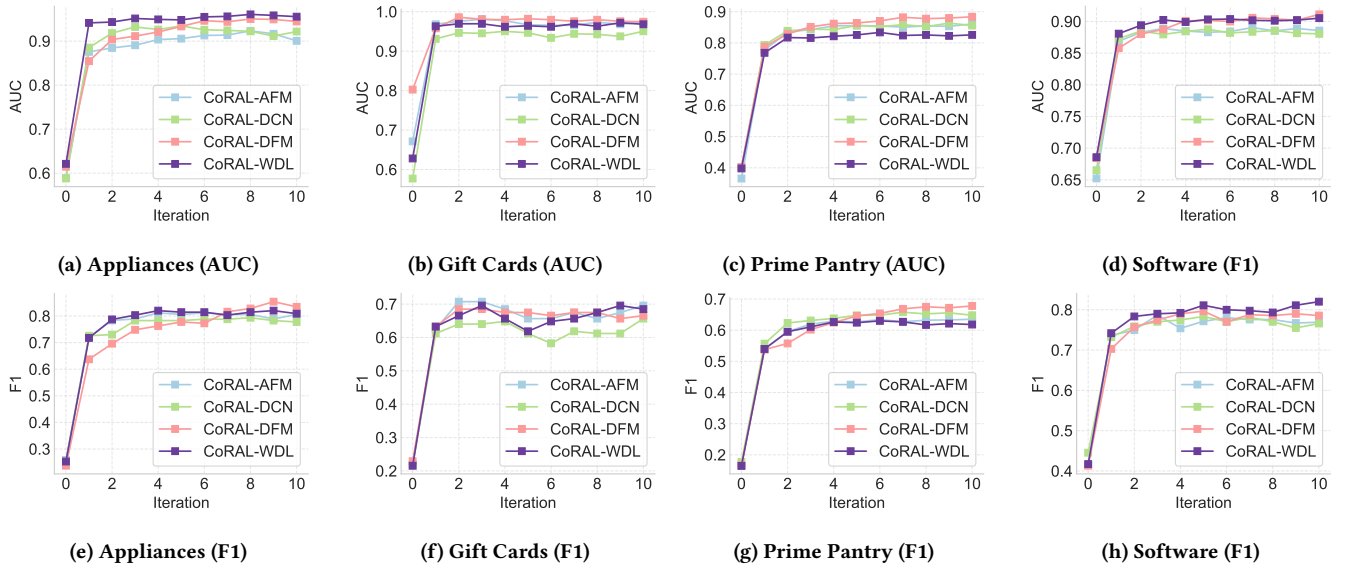 AUC
0.9
0.8
0.7
0.6
0 2 4 6 8 10
Iteration
CoRAL-AFM
CoRAL-DCN
CoRAL-DFM
CoRAL-WDL
(a) Appliances (AUC)
AUC
1.0
0.9
0.8
0.7
0.6
0 2 4 6 8 10
Iteration
CoRAL-AFM
CoRAL-DCN
CoRAL-DFM
CoRAL-WDL
(b) Gift Cards (AUC)
AUC
0.9
0.8
0.7
0.6
0.5
0.4
0 2 4 6 8 10
Iteration
CoRAL-AFM
CoRAL-DCN
CoRAL-DFM
CoRAL-WDL
(c) Prime Pantry (AUC)
AUC
0.90
0.85
0.80
0.75
0.70
0.65
0 2 4 6 8 10
Iteration
CoRAL-AFM
CoRAL-DCN
CoRAL-DFM
CoRAL-WDL
(d) Software (F1)
F1
0.8
0.7
0.6
0.5
0.4
0.3
0 2 4 6 8 10
Iteration
CoRAL-AFM
CoRAL-DCN
CoRAL-DFM
CoRAL-WDL
(e) Appliances (F1)
F1
0.7
0.6
0.5
0.4
0.3
0.2
0 2 4 6 8 10
Iteration
CoRAL-AFM
CoRAL-DCN
CoRAL-DFM
CoRAL-WDL
(f) Gift Cards (F1)
F1
0.7
0.6
0.5
0.4
0.3
0.2
0 2 4 6 8 10
Iteration
CoRAL-AFM
CoRAL-DCN
CoRAL-DFM
CoRAL-WDL
(g) Prime Pantry (F1)
F1
0.8
0.7
0.6
0.5
0.4
0 2 4 6 8 10
Iteration
CoRAL-AFM
CoRAL-DCN
CoRAL-DFM
CoRAL-WDL
(h) Software (F1)